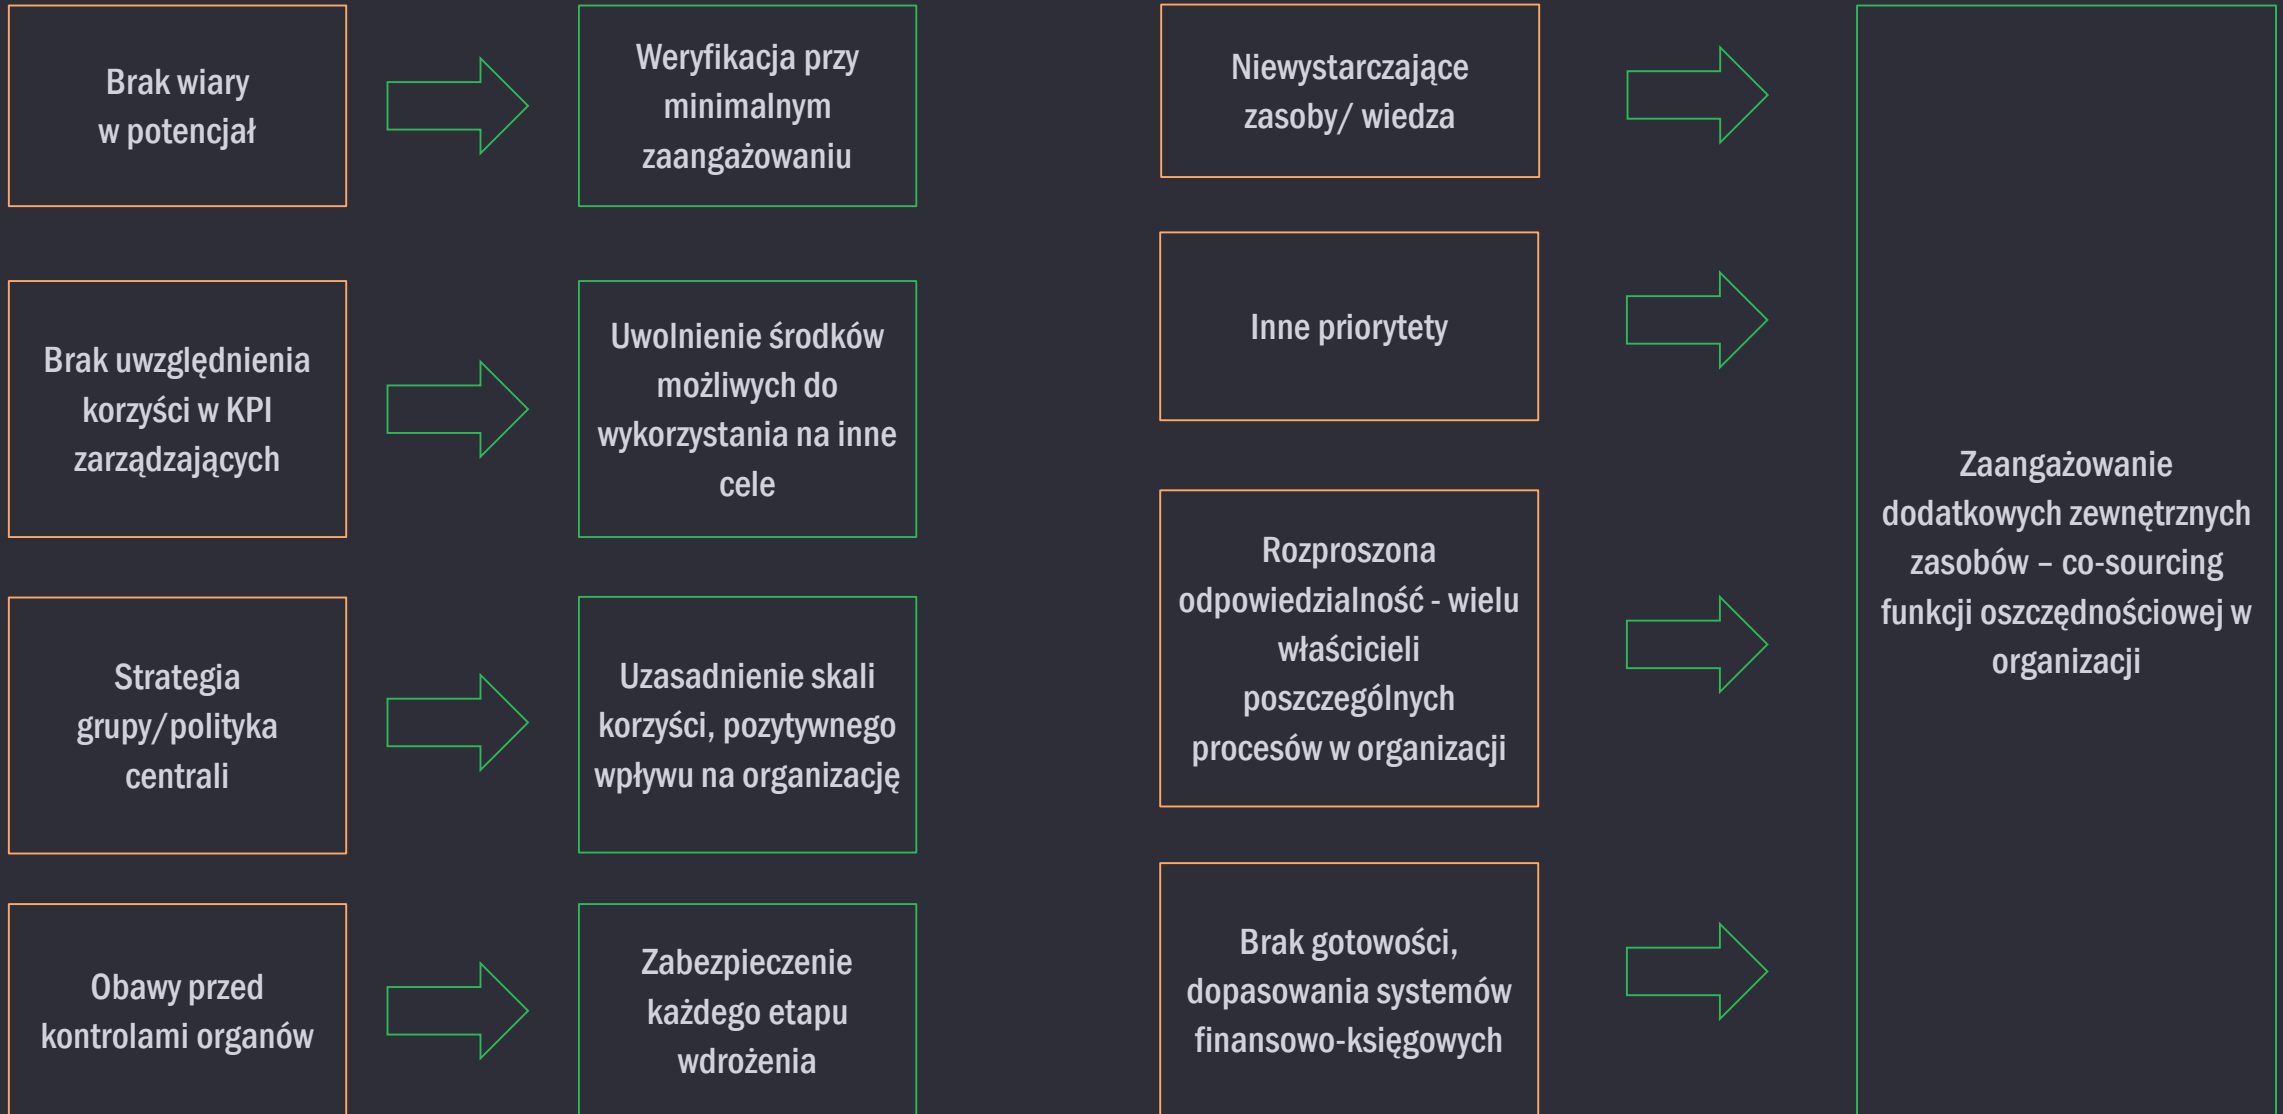 Brak wiary
w potencjał
Weryfikacja przy
minimalnym
zaangażowaniu
Brak uwzględnienia
korzyści w KPI
zarządzających
Uwolnienie środków
możliwych do
wykorzystania na inne
cele
Strategia
grupy/polityka
centrali
Uzasadnienie skali
korzyści, pozytywnego
wpływu na organizację
Obawy przed
kontrolami organów
Zabezpieczenie
każdego etapu
wdrożenia
Niewystarczające
zasoby/ wiedza
Inne priorytety
Rozproszona
odpowiedzialność - wielu
właścicieli
poszczególnych
procesów w organizacji
Brak gotowości,
dopasowania systemów
finansowo-księgowych
Zaangażowanie
dodatkowych zewnętrznych
zasobów – co-sourcing
funkcji oszczędnościowej w
organizacji